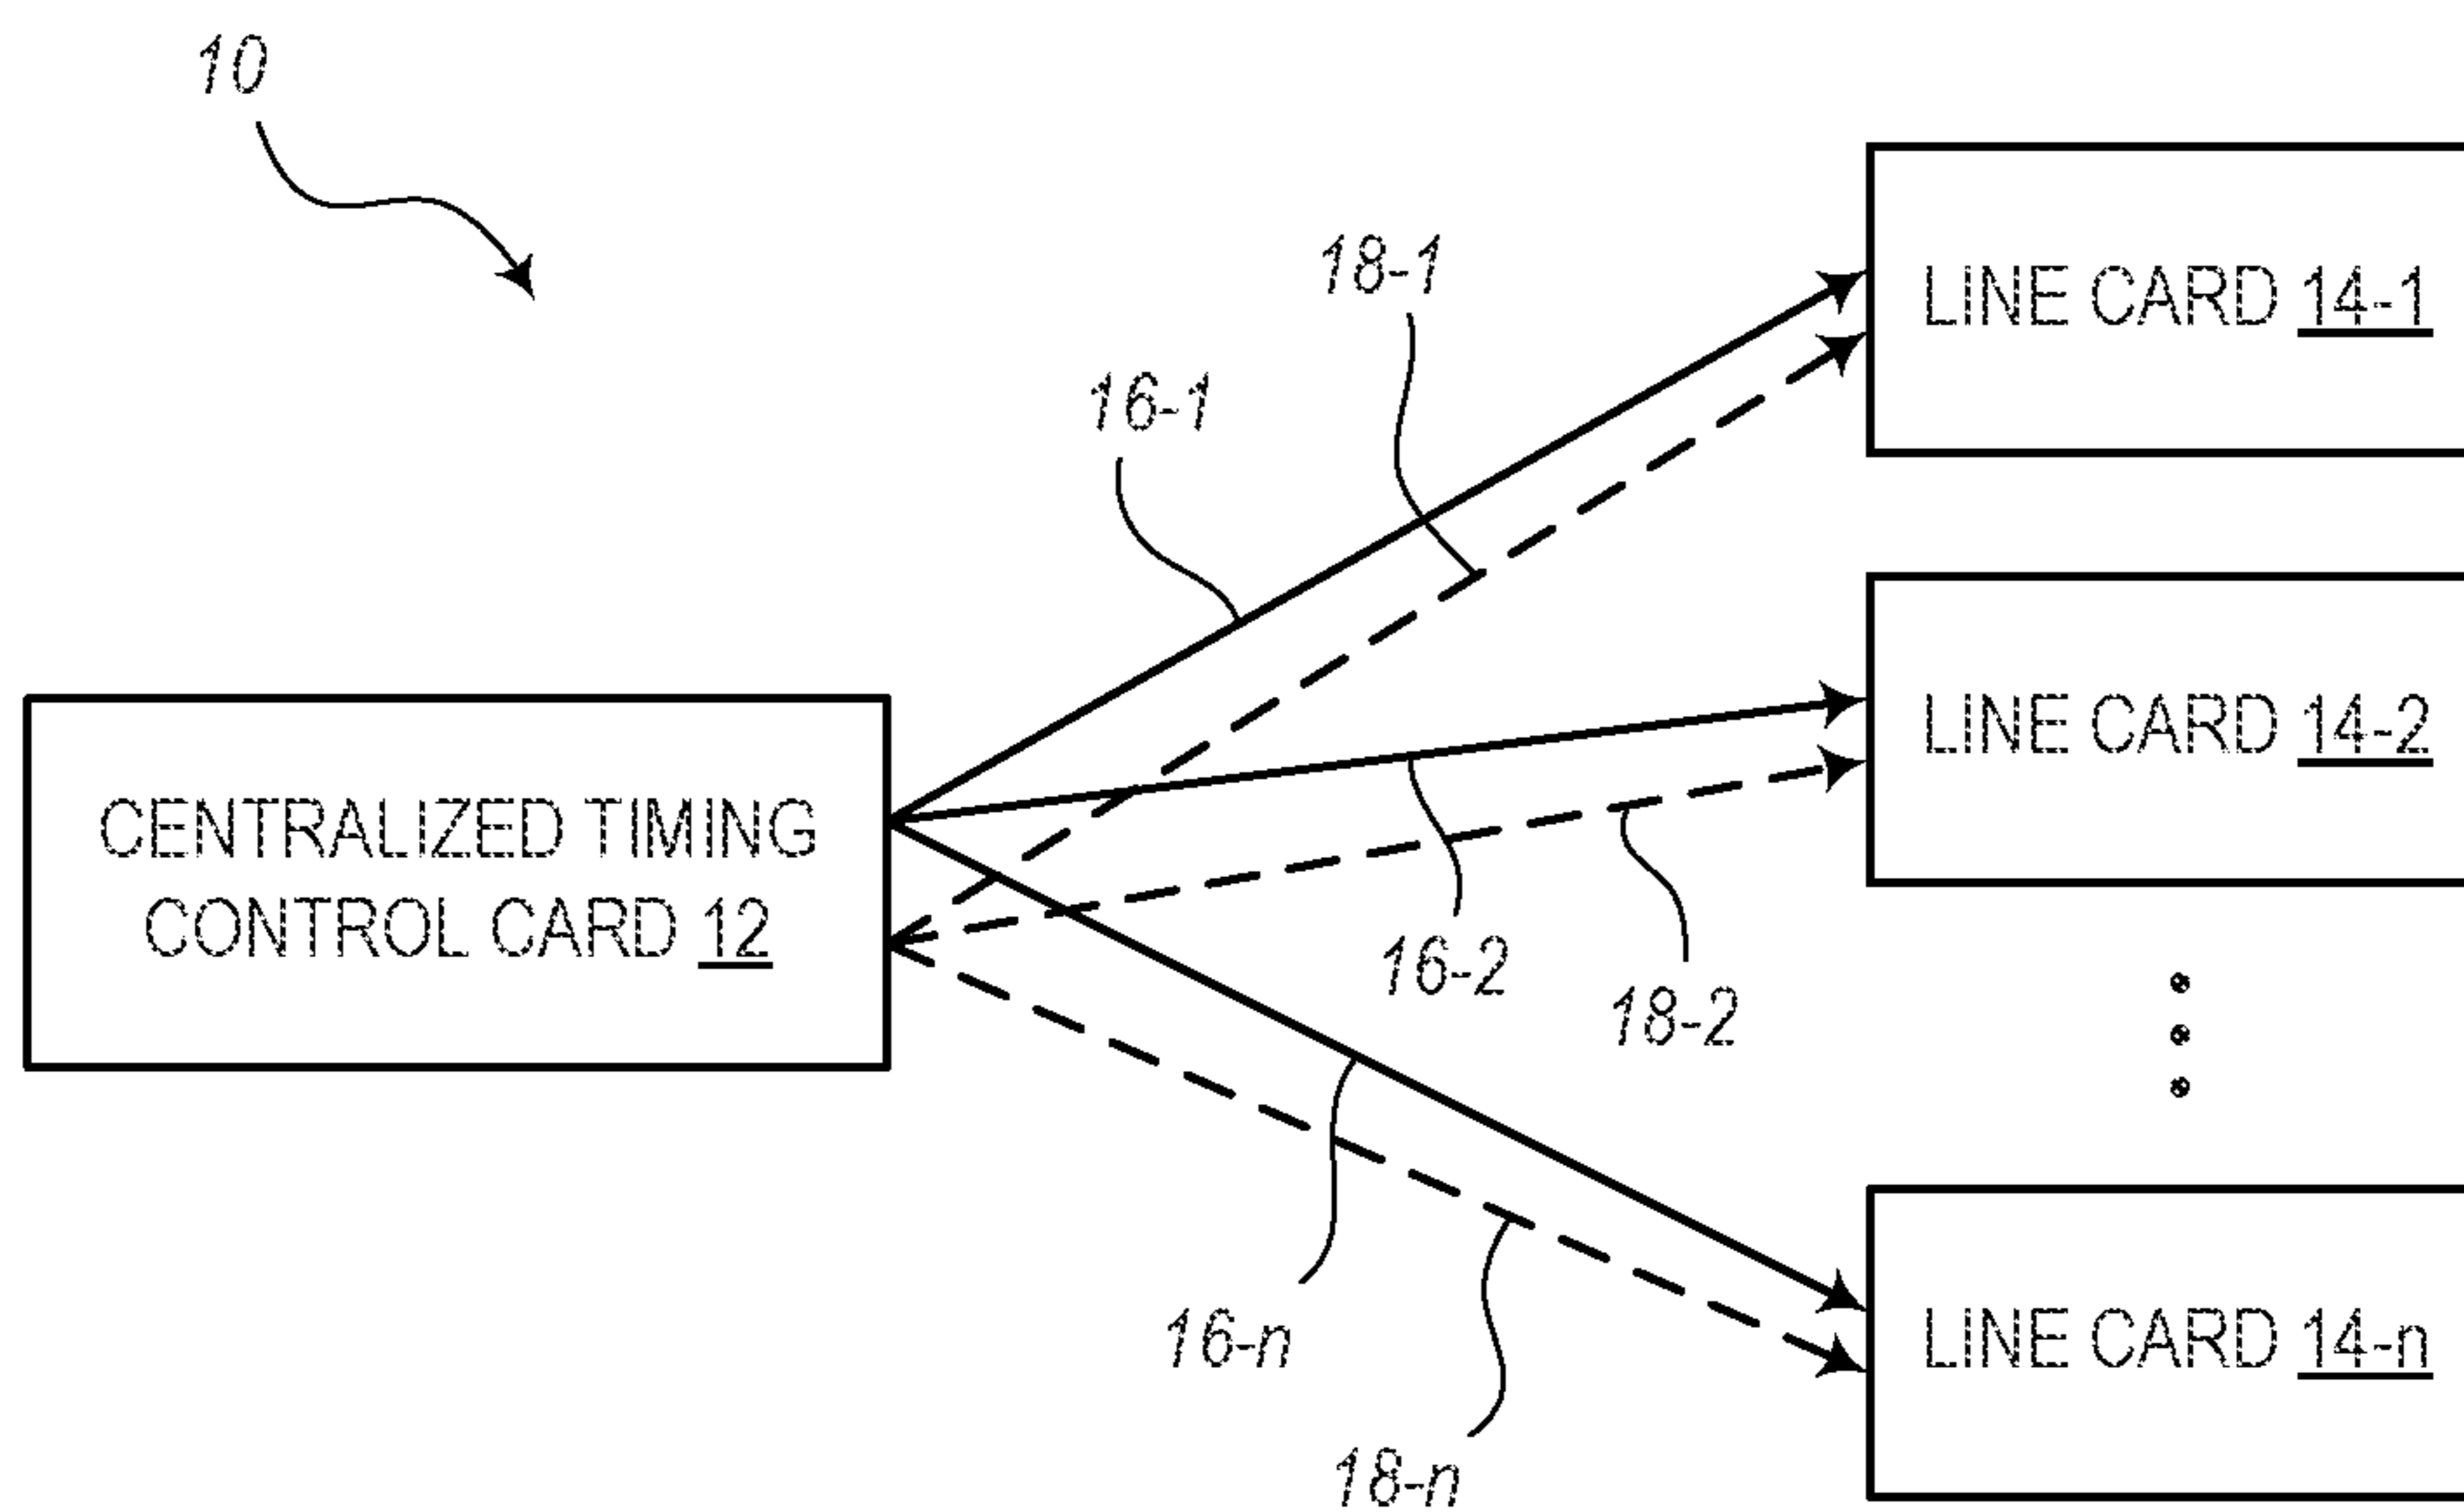 10
18-1
LINE CARD 14-1
16-1
LINE CARD 14-2
CENTRALIZED TIMING
CONTROL CARD 12
16-2
18-2
16-n
LINE CARD 14-n
18-n